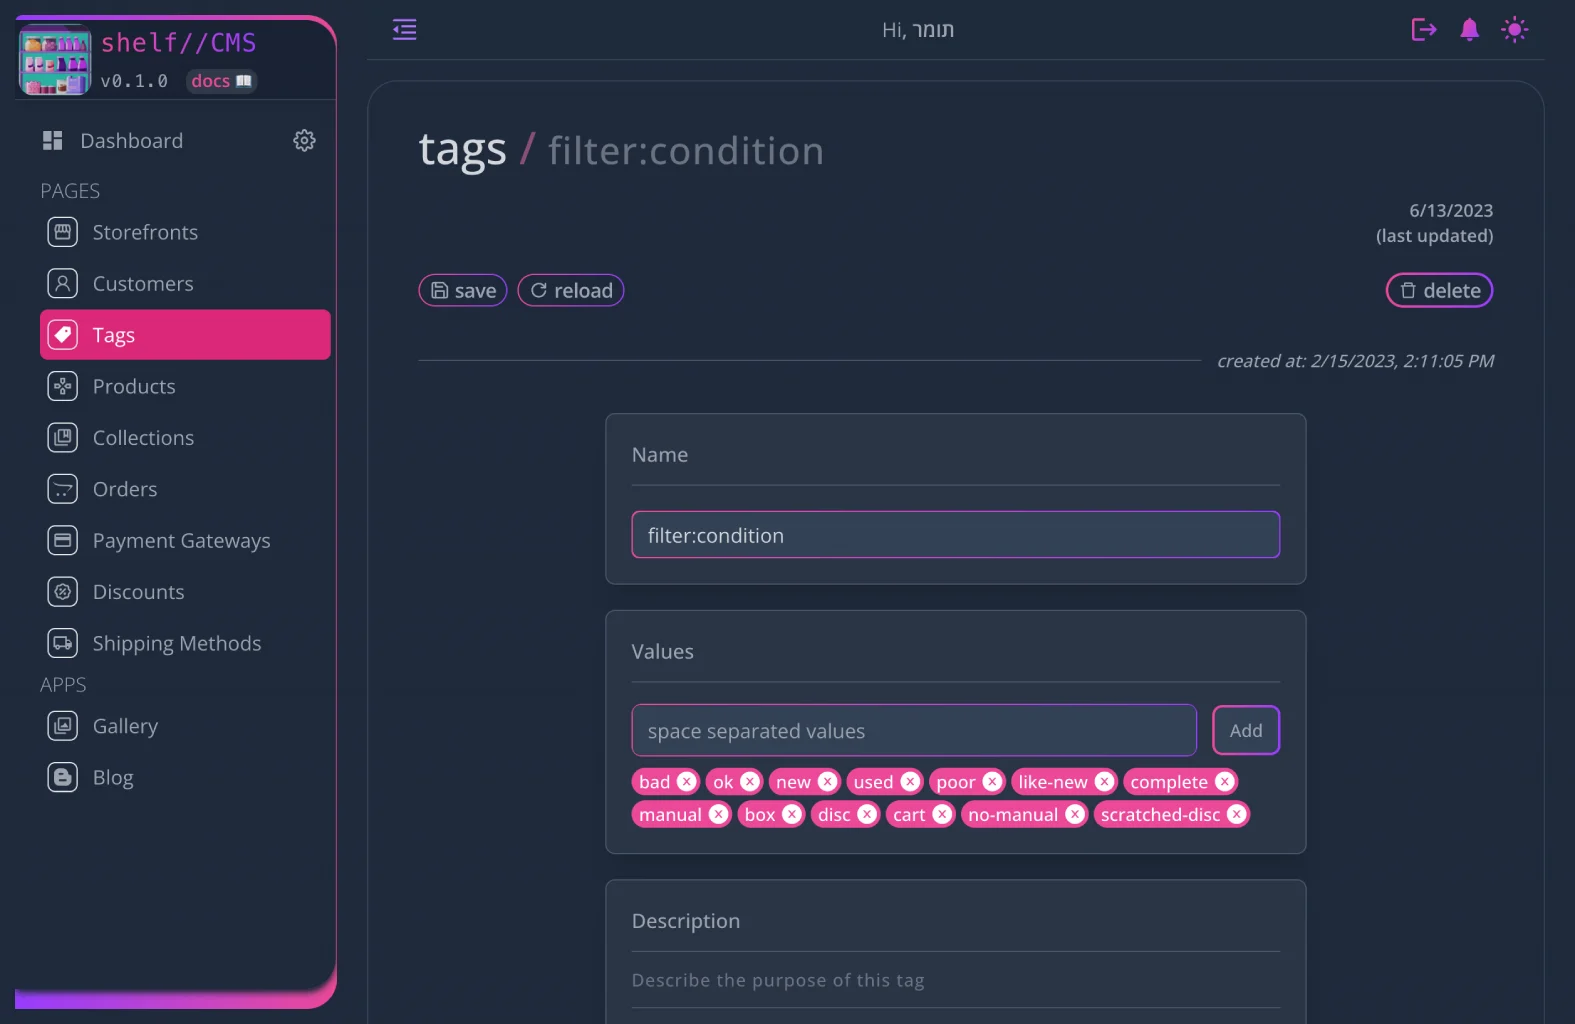 shelf//CMS
v0.1.0 docs
Dashboard
PAGES
Storefronts
Customers
Tags
Products
Collections
Orders
Payment Gateways
Discounts
Shipping Methods
APPS
Gallery
Blog
Hi, תומר
tags / filter:condition
6/13/2023
(last updated)
save reload delete
created at: 2/15/2023, 2:11:05 PM
Name
filter:condition
Values
space separated values Add
bad ok new used poor like-new complete
manual box disc cart no-manual scratched-disc
Description
Describe the purpose of this tag